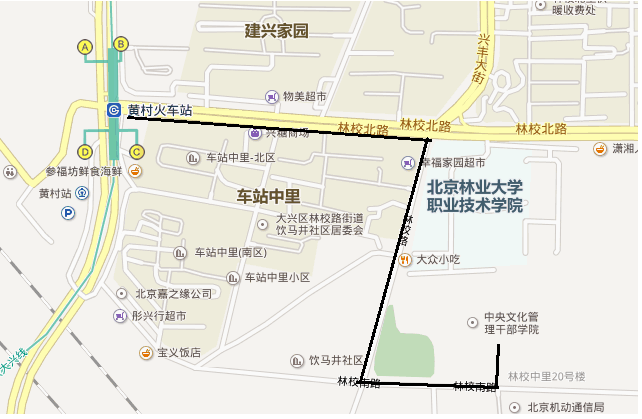 暖收费处
建兴家园
兴丰大街
A
B
物美超市
黄村火车站
兴糖商场
林校北路
林校北路
林校北路
潇湘人
D
C
参福坊鲜食海鲜
车站中里-北区
幸福家园超市
北京林业大学
职业技术学院
黄村站
P
车站中里
大兴区林校路街道
饮马井社区居委会
林校路
车站中里(南区)
大众小吃
车站中里小区
北京嘉之缘公司
彤兴行超市
中央文化管
理干部学院
大兴线
宝义饭店
饮马井社区
林校南路
林校南路
林校中里20号楼
北京机动通信局